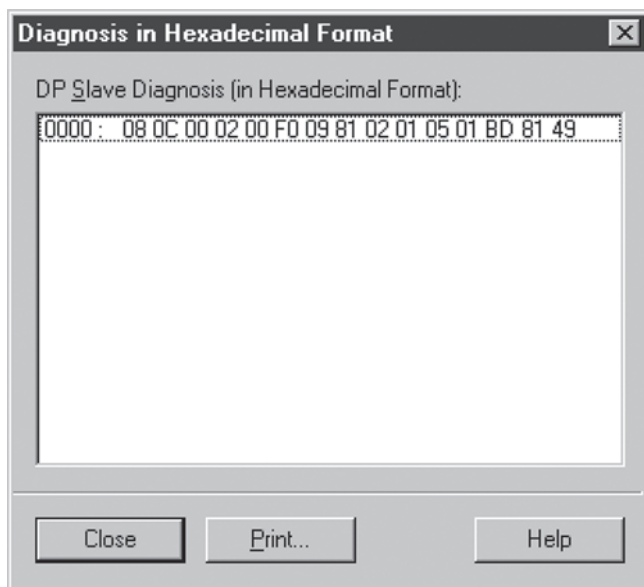 Diagnosis in Hexadecimal Format
DP Slave Diagnosis (in Hexadecimal Format):
0000 : 08 0C 00 02 00 F0 09 81 02 01 05 01 BD 81 49
Close Print... Help